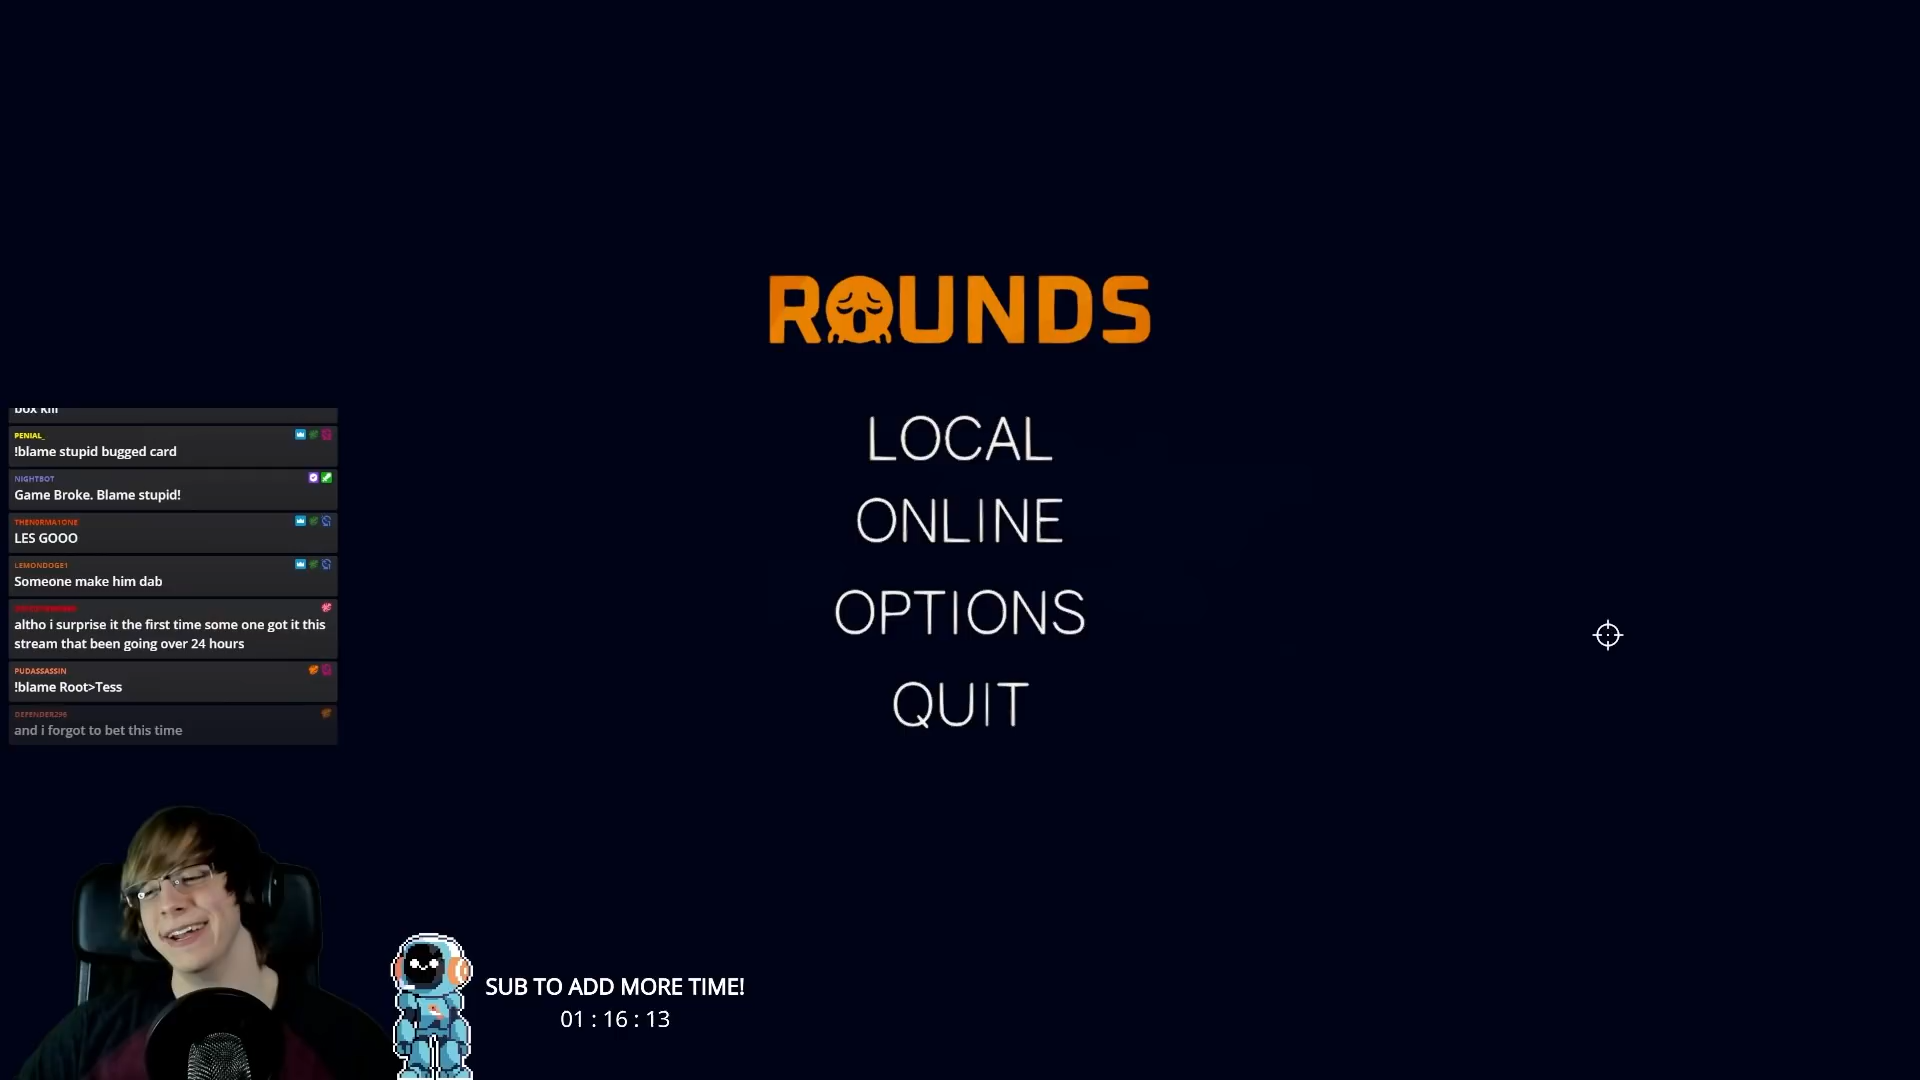 ROUNDS
LOCAL
ONLINE
OPTIONS
QUIT
box kill
PENIAL_
!blame stupid bugged card
NIGHTBOT
Game Broke. Blame stupid!
THEN0RMA1ONE
LES GOOO
LEMONDOGE1
Someone make him dab
altho i surprise it the first time some one got it this
stream that been going over 24 hours
PUDASSASSIN
!blame Root>Tess
DEFENDER296
and i forgot to bet this time
SUB TO ADD MORE TIME!
01 : 16 : 13